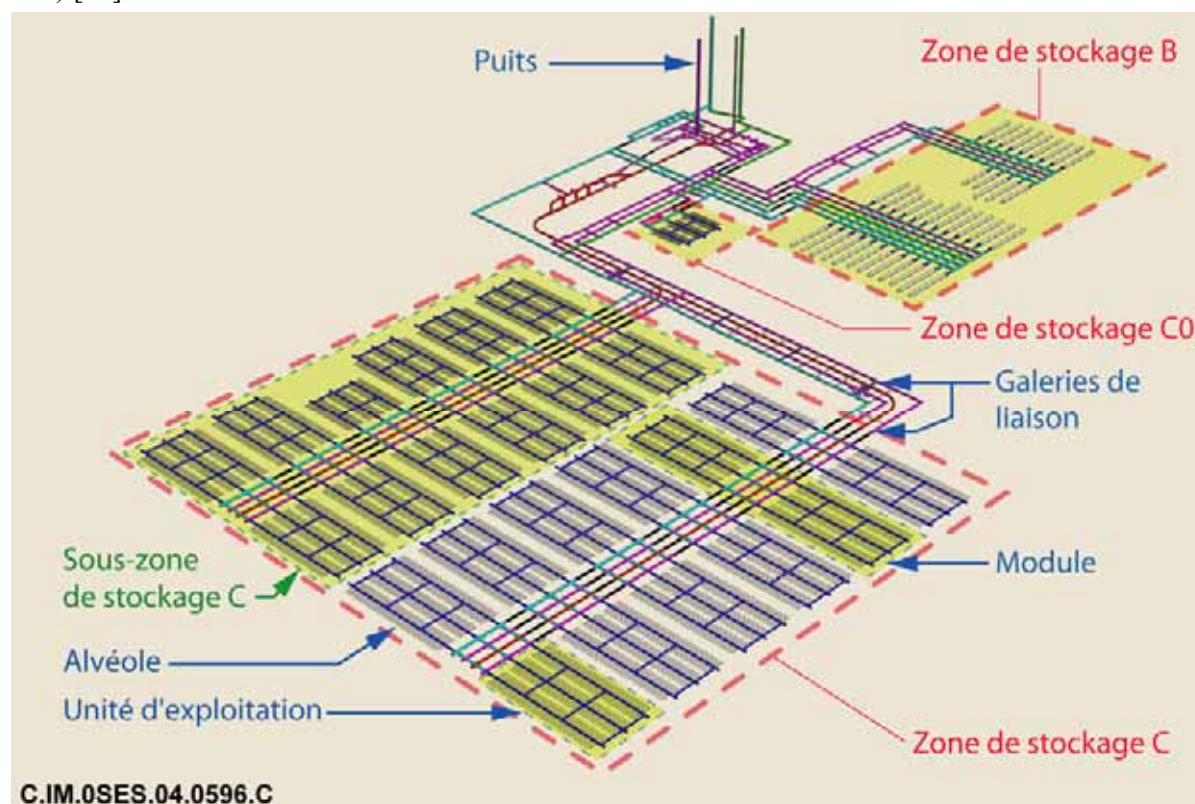 Puits
Zone de stockage B
Zone de stockage C0
Galeries de
liaison
Sous-zone
de stockage C
Module
Alvéole
Unité d'exploitation
Zone de stockage C
C.IM.0SES.04.0596.C